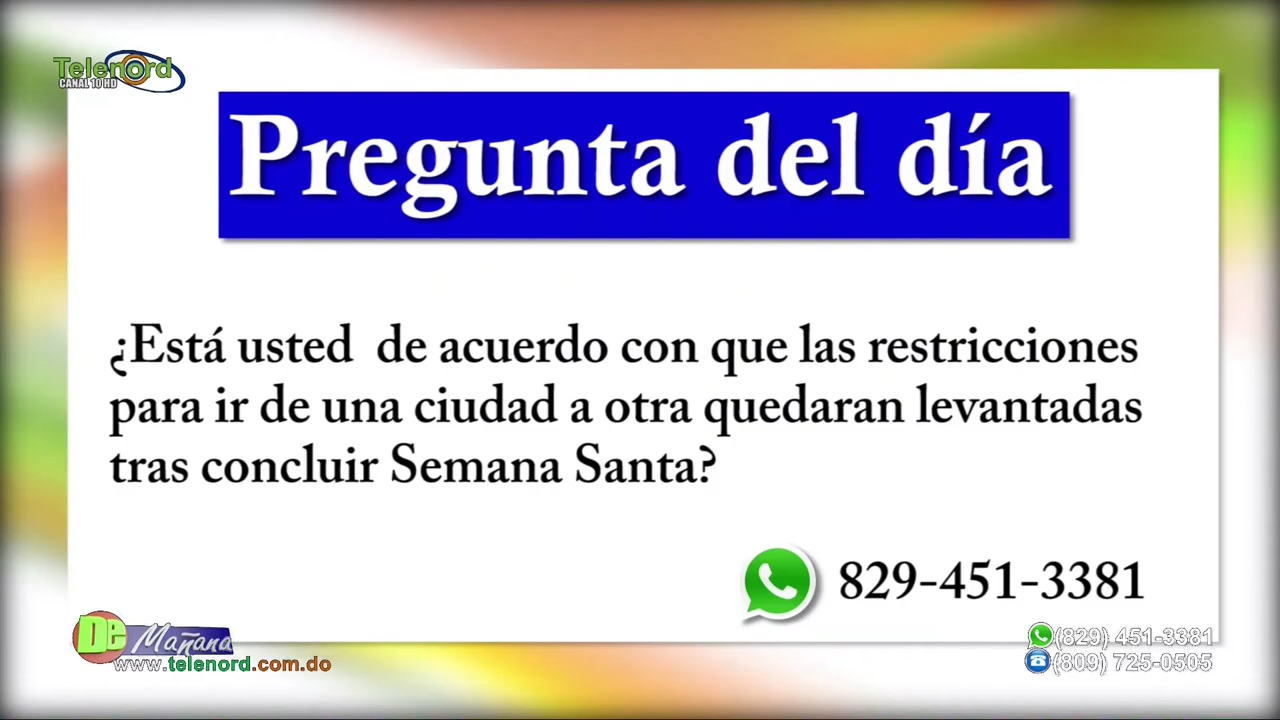 Telenord
CANAL 10 HD
Pregunta del día
¿Está usted  de acuerdo con que las restricciones
para ir de una ciudad a otra quedaran levantadas
tras concluir Semana Santa?
829-451-3381
De Mañana
www.telenord.com.do
(829) 451-3381
(809) 725-0505